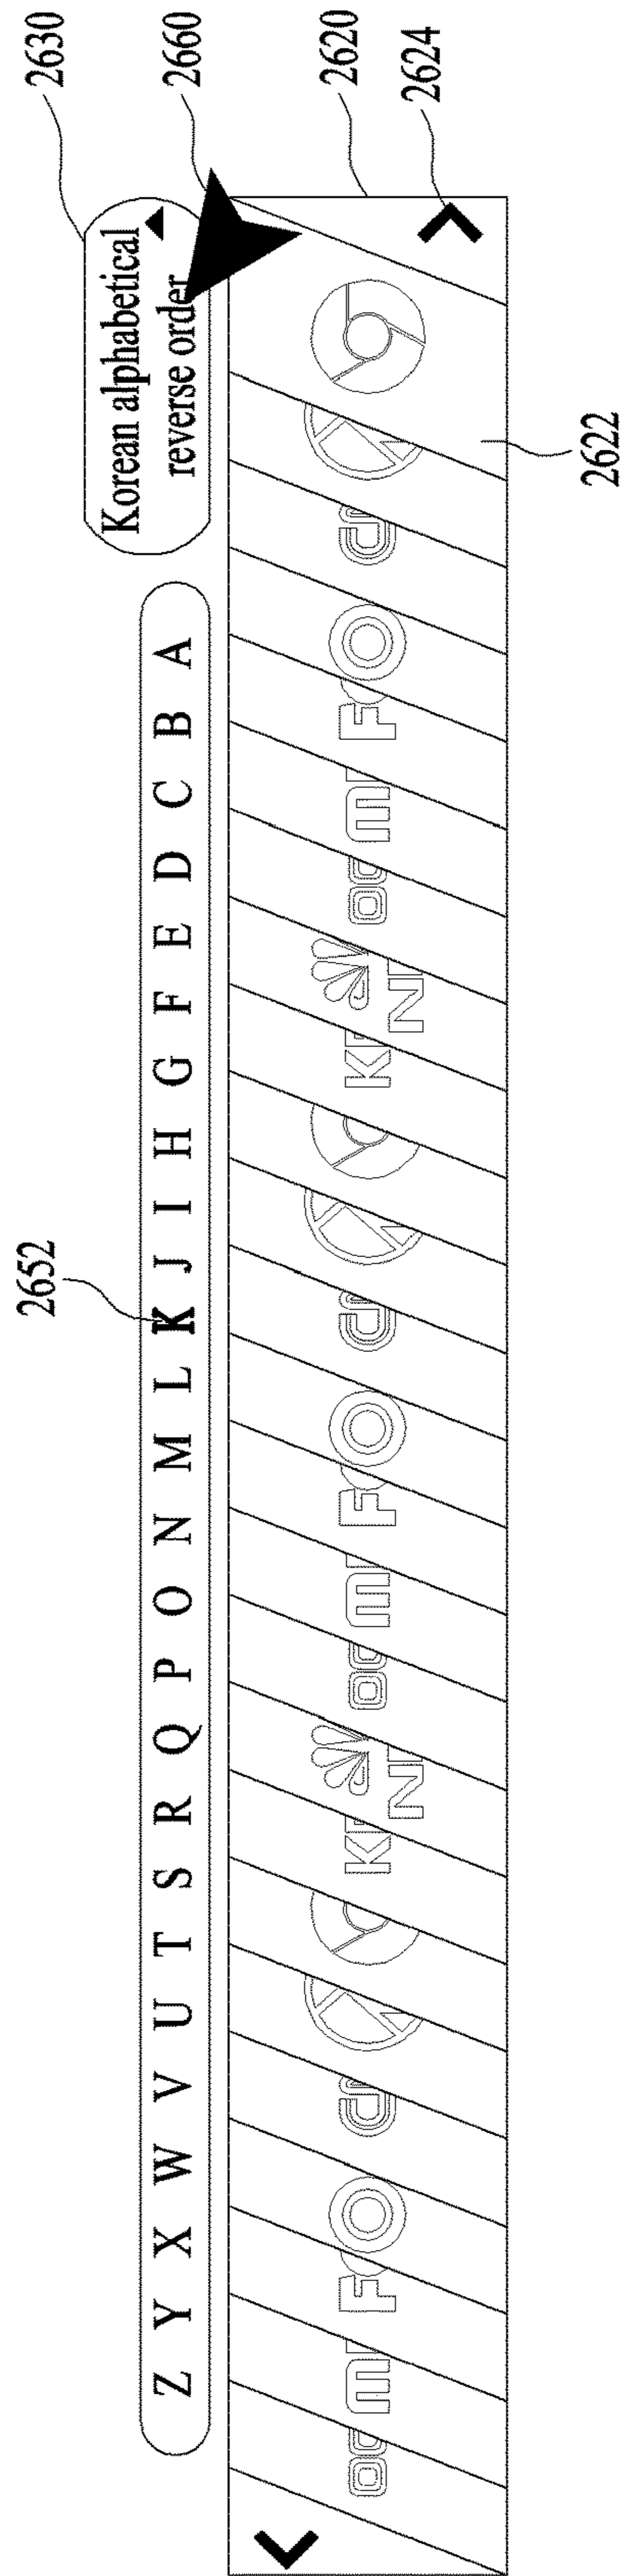 2630
2660
2620
2624
Korean alphabetical
reverse order
2652
Z Y X W V U T S R Q P O N M L K J I H G F E D C B A
2622